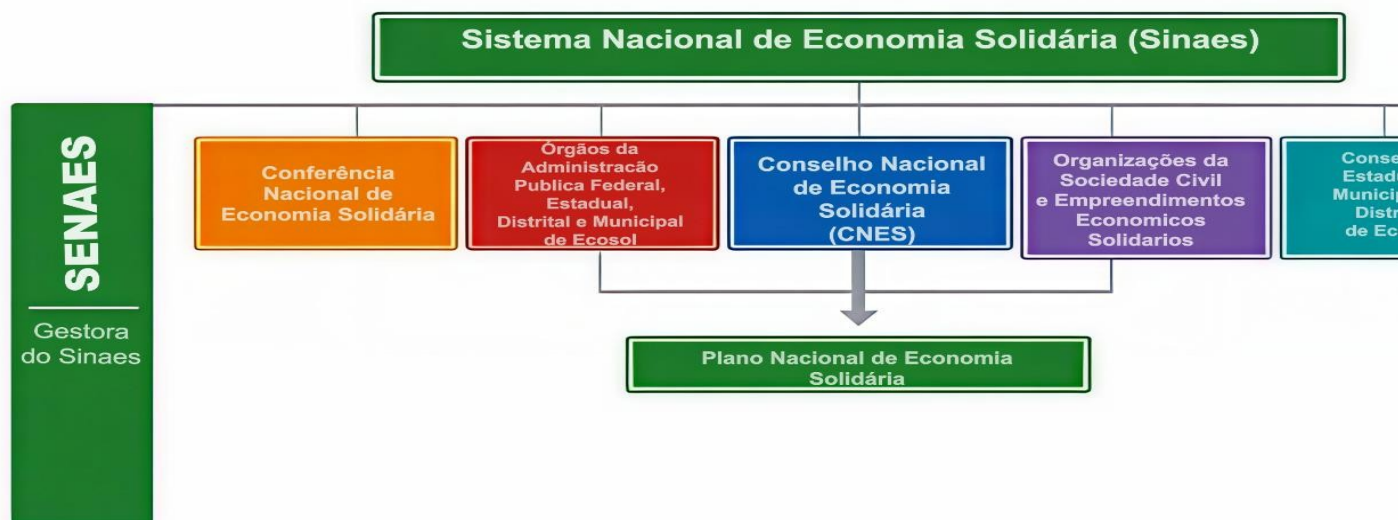 Sistema Nacional de Economia Solidária (Sinaes)
SENAES
Gestora
do Sinaes
Conferência
Nacional de
Economia Solidária
Órgãos da
Administracão
Publica Federal,
Estadual,
Distrital e Municipal
de Ecosol
Conselho Nacional
de Economia
Solidária
(CNES)
Organizações da
Sociedade Civil
e Empreendimentos
Economicos
Solidarios
de
Plano Nacional de Economia
Solidária